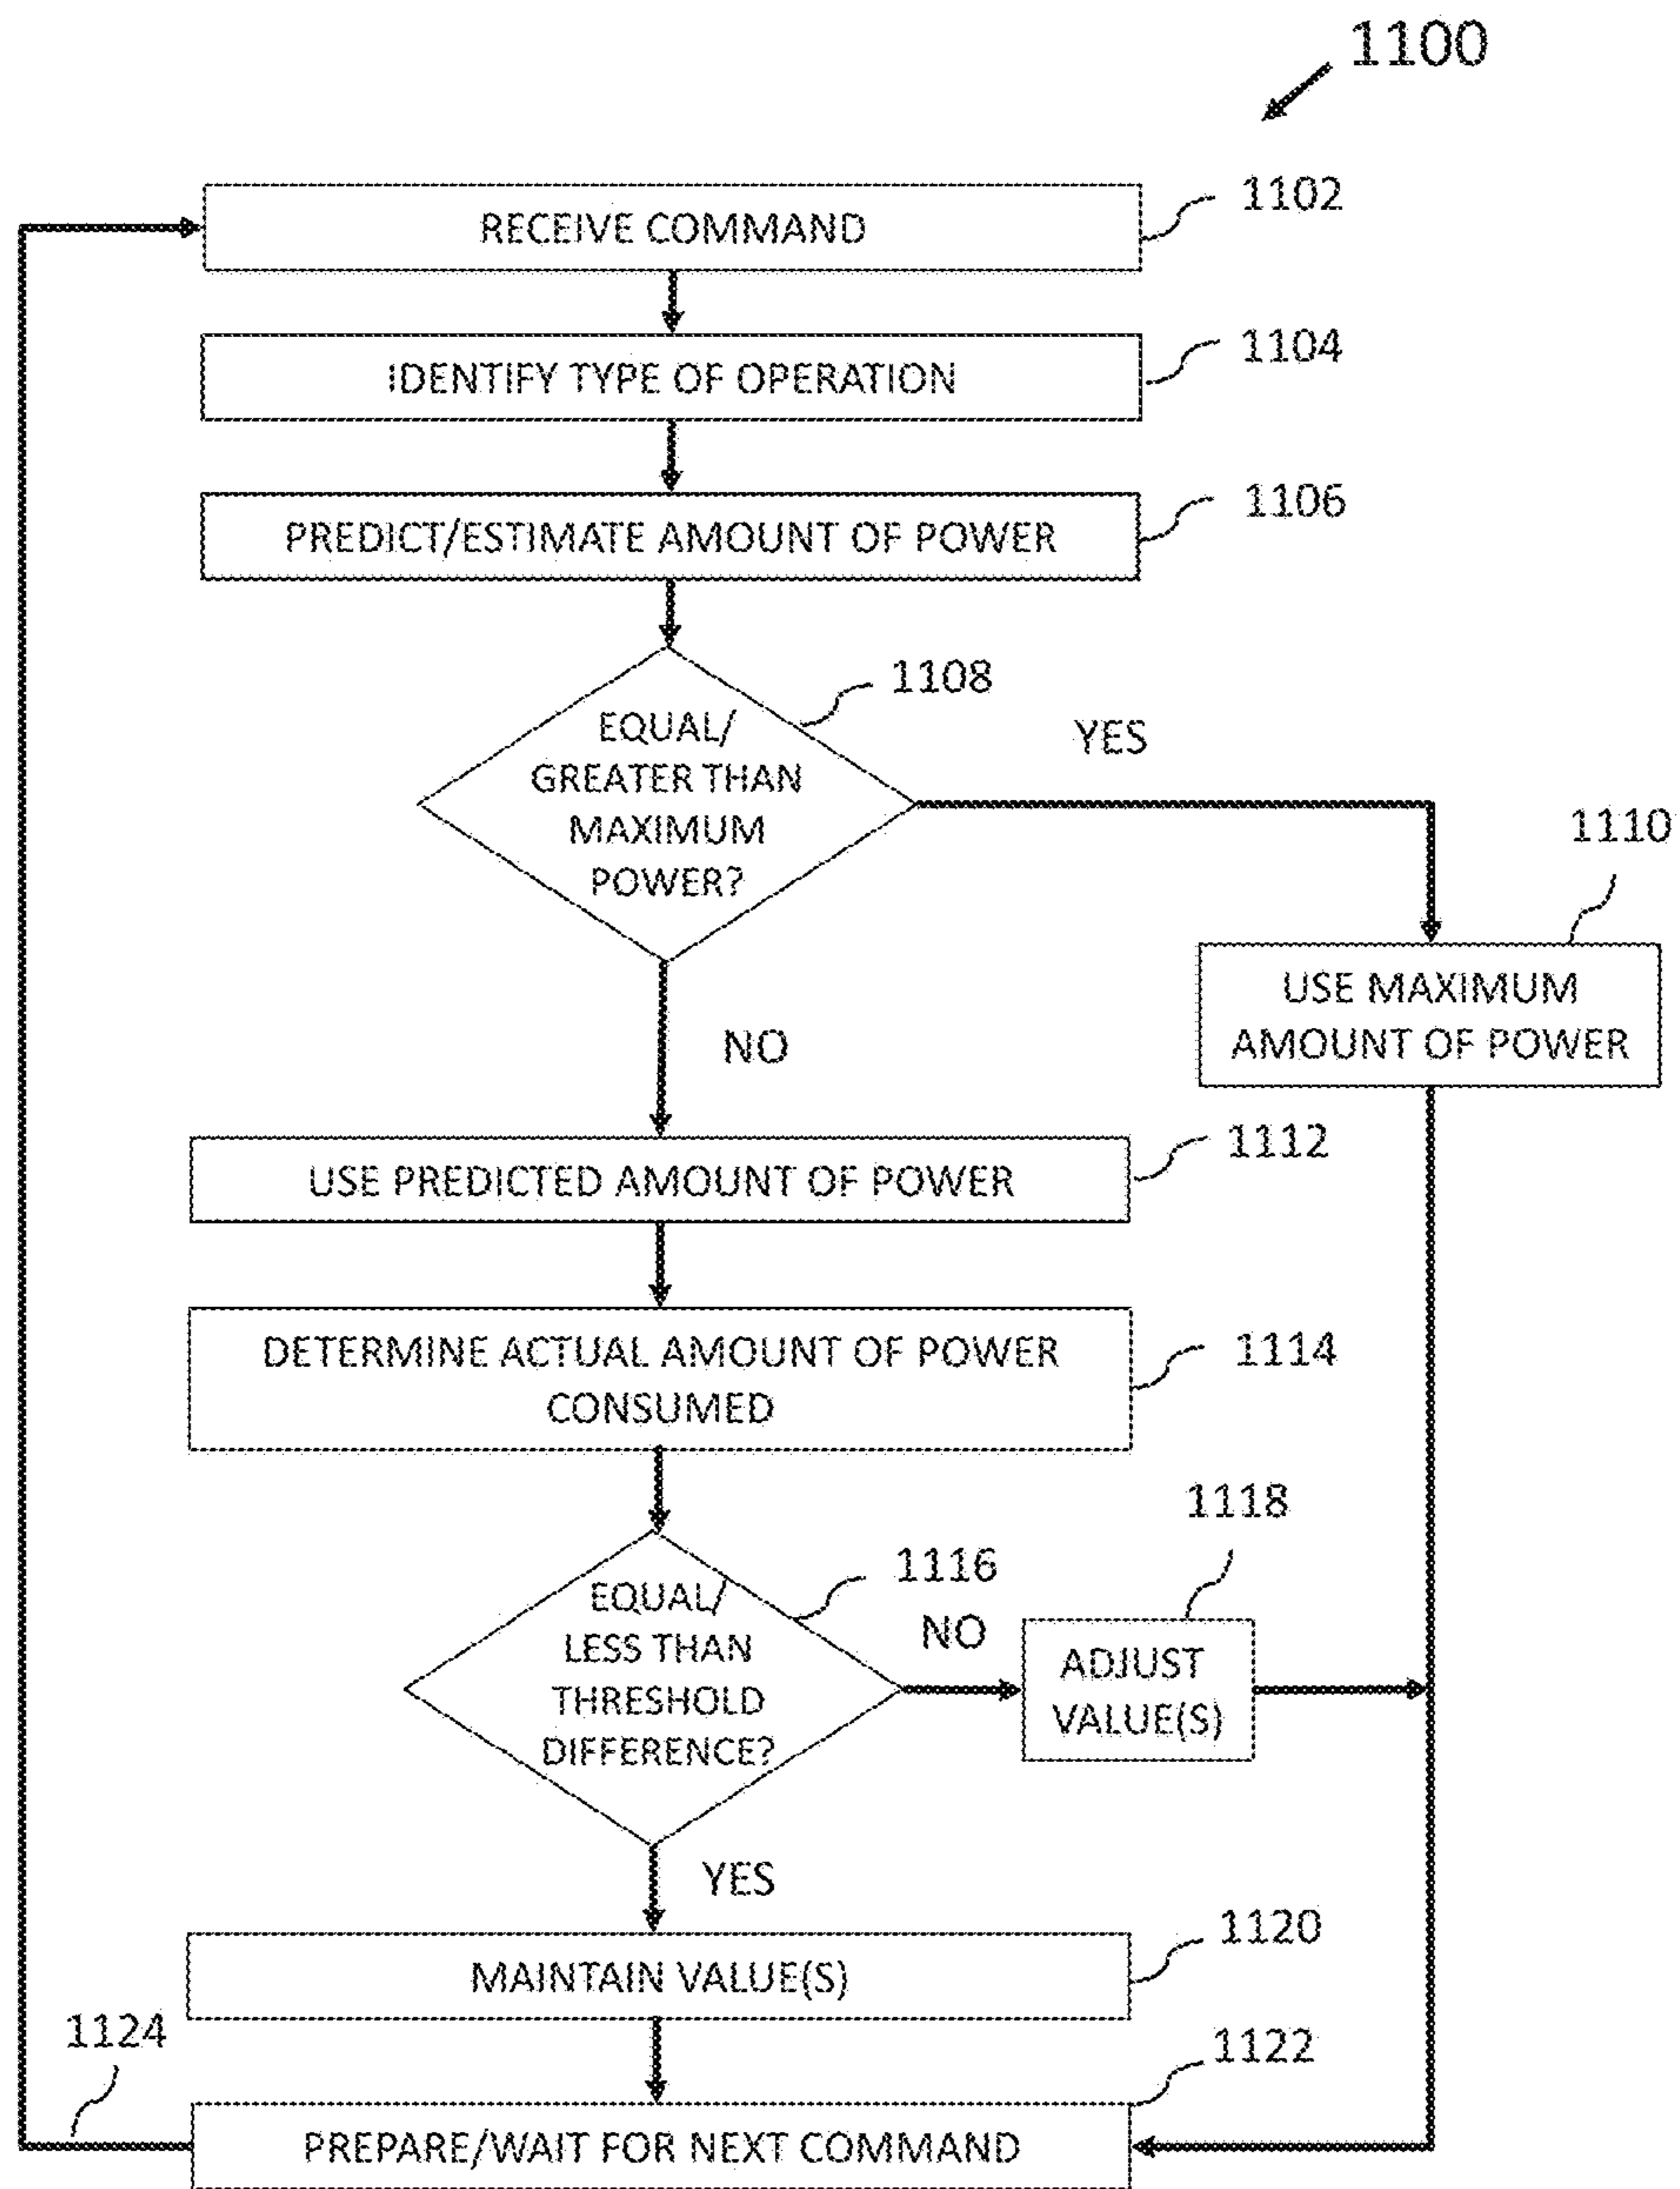 1100
RECEIVE COMMAND
1102
IDENTIFY TYPE OF OPERATION
1104
PREDICT/ESTIMATE AMOUNT OF POWER
1106
1108
EQUAL/
GREATER THAN
MAXIMUM
POWER?
YES
1110
USE MAXIMUM
AMOUNT OF POWER
NO
USE PREDICTED AMOUNT OF POWER
1112
DETERMINE ACTUAL AMOUNT OF POWER
CONSUMED
1114
1116
EQUAL/
LESS THAN
THRESHOLD
DIFFERENCE?
NO
1118
ADJUST
VALUE(S)
YES
MAINTAIN VALUE(S)
1120
1124
1122
PREPARE/WAIT FOR NEXT COMMAND